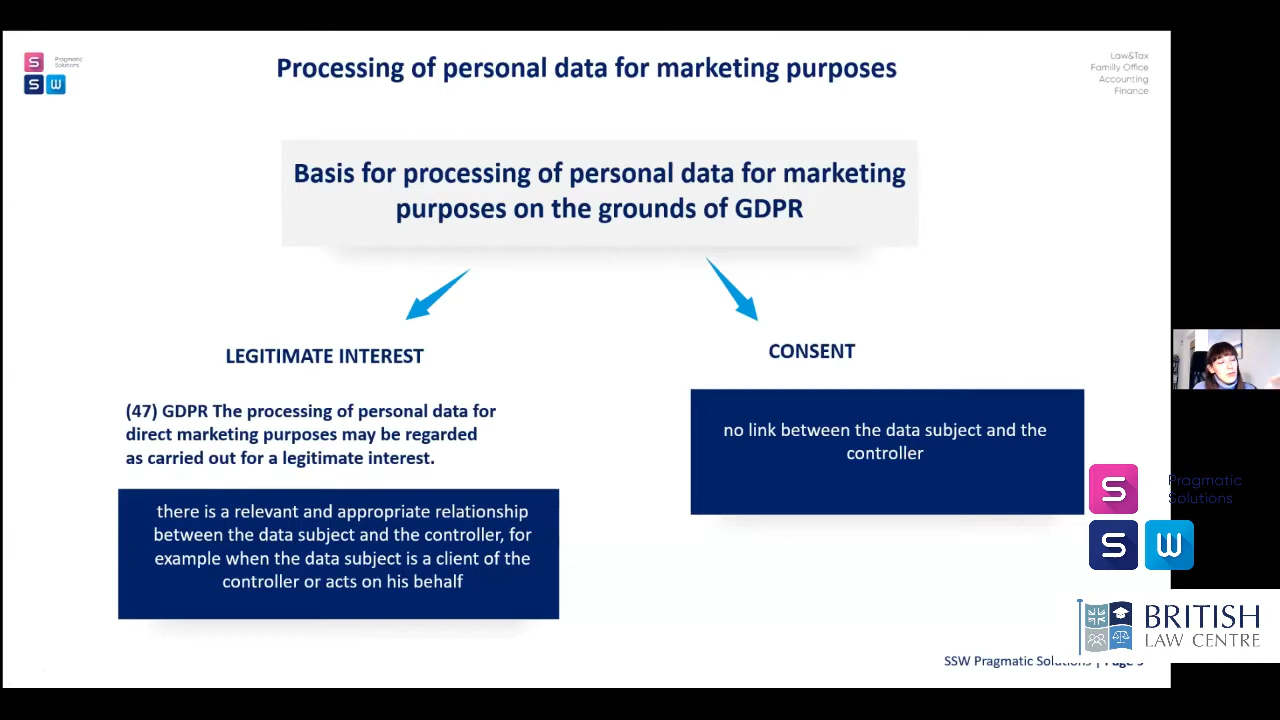 S
Pragmatic
Solutions
S W
Processing of personal data for marketing purposes
Law&Tax
Familly Office
Accounting
Finance
Basis for processing of personal data for marketing
purposes on the grounds of GDPR
LEGITIMATE INTEREST
CONSENT
(47) GDPR The processing of personal data for
direct marketing purposes may be regarded
as carried out for a legitimate interest.
no link between the data subject and the
controller
there is a relevant and appropriate relationship
between the data subject and the controller, for
example when the data subject is a client of the
controller or acts on his behalf
S
Pragmatic
Solutions
S W
BRITISH
LAW CENTRE
SSW Pragmatic Solutions | Page